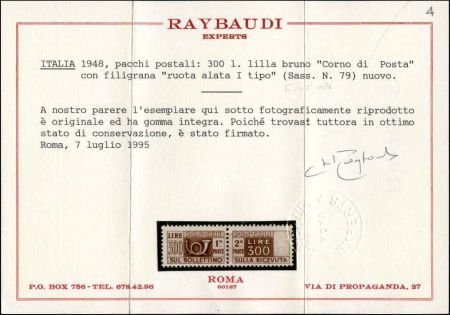 4
RAYBAUDI
EXPERTS
ITALIA 1948, pacchi postali: 300 l. lilla bruno "Corno di Posta"
con filigrana "ruota alata I tipo" (Sass. N. 79) nuovo.
A nostro parere l'esemplare qui sotto fotograficamente riprodotto
è originale ed ha gomma integra. Poiché trovasi tuttora in ottimo
stato di conservazione, è stato firmato.
Roma, 7 luglio 1995
LIRE 300 1ª PARTE SUL BOLLETTINO
2ª PARTE LIRE 300 SULLA RICEVUTA
ROMA
00187
P.O. BOX 756 - TEL. 678.42.96
VIA DI PROPAGANDA, 27